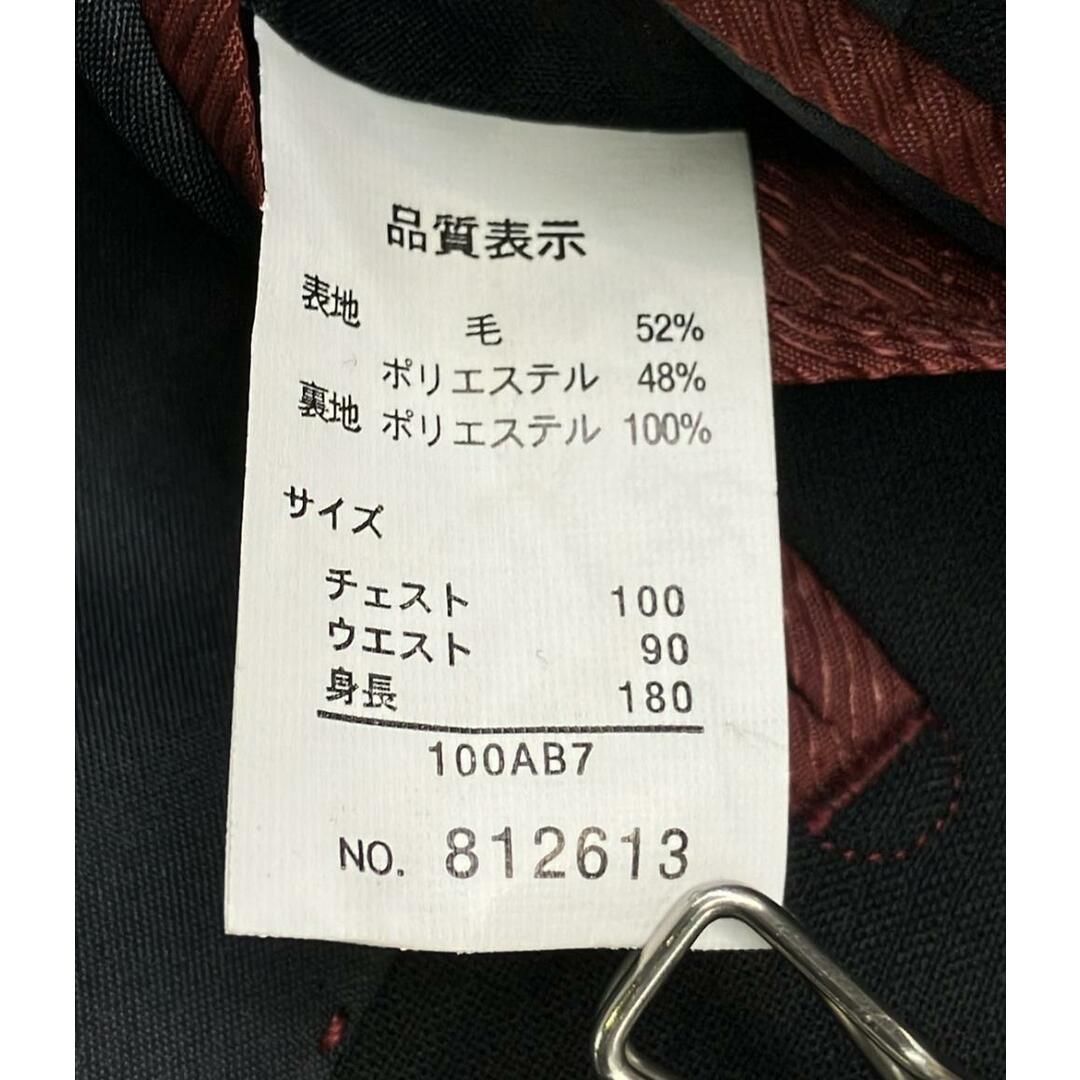 品質表示
表地 毛 52%
ポリエステル 48%
裏地 ポリエステル 100%
サイズ
チェスト 100
ウエスト 90
身長 180
100AB7
NO. 812613